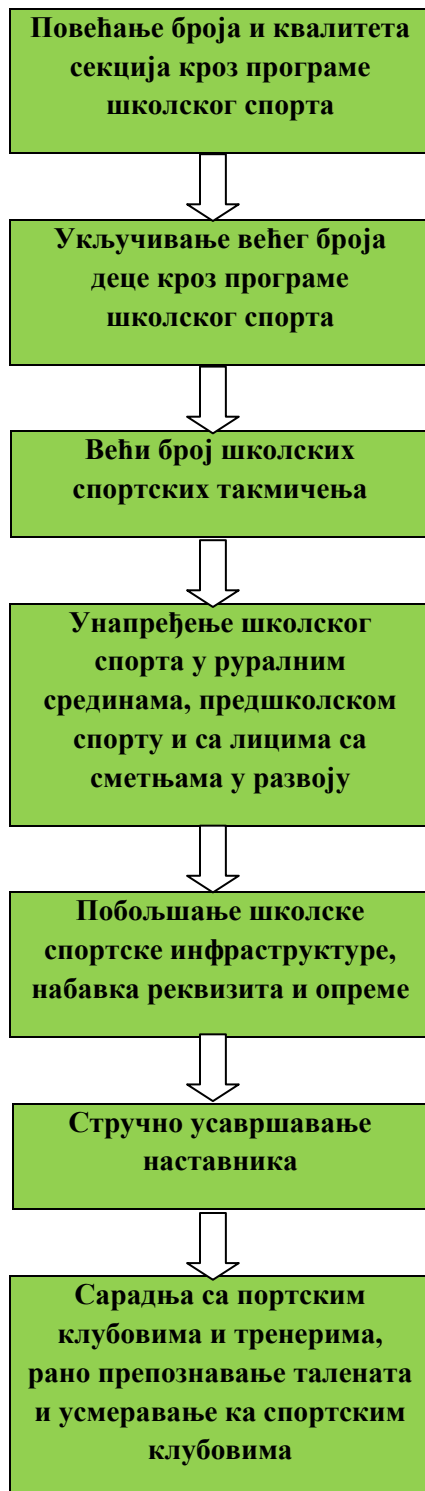 Повећање броја и квалитета
секција кроз програме
школског спорта
Укључивање већег броја
деце кроз програме
школског спорта
Већи број школских
спортских такмичења
Унапређење школског
спорта у руралним
срединама, предшколском
спорту и са лицима са
сметњама у развоју
Побољшање школске
спортске инфраструктуре,
набавка реквизита и опреме
Стручно усавршавање
наставника
Сарадња са портским
клубовима и тренерима,
рано препознавање талената
и усмеравање ка спортским
клубовима